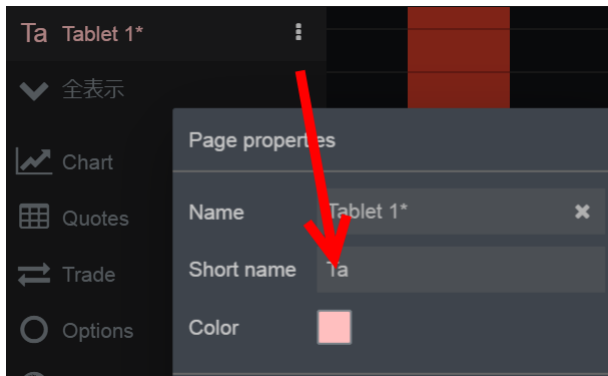 Ta Tablet 1*
全表示
Chart
Quotes
Trade
Options
Page properties
Name Tablet 1*
Short name Ta
Color